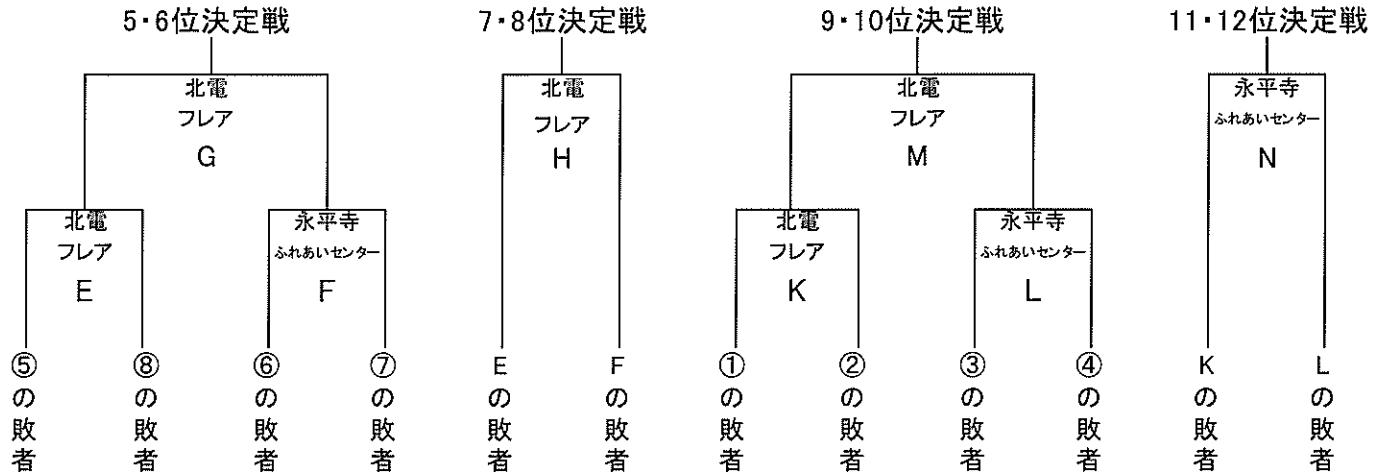 5・6位決定戦
7・8位決定戦
9・10位決定戦
11・12位決定戦
北電
フレア
G
北電
フレア
H
北電
フレア
M
永平寺
ふれあいセンター
N
北電
フレア
E
永平寺
ふれあいセンター
F
北電
フレア
K
永平寺
ふれあいセンター
L
⑤の敗者
⑧の敗者
⑥の敗者
⑦の敗者
Eの敗者
Fの敗者
①の敗者
②の敗者
③の敗者
④の敗者
Kの敗者
Lの敗者